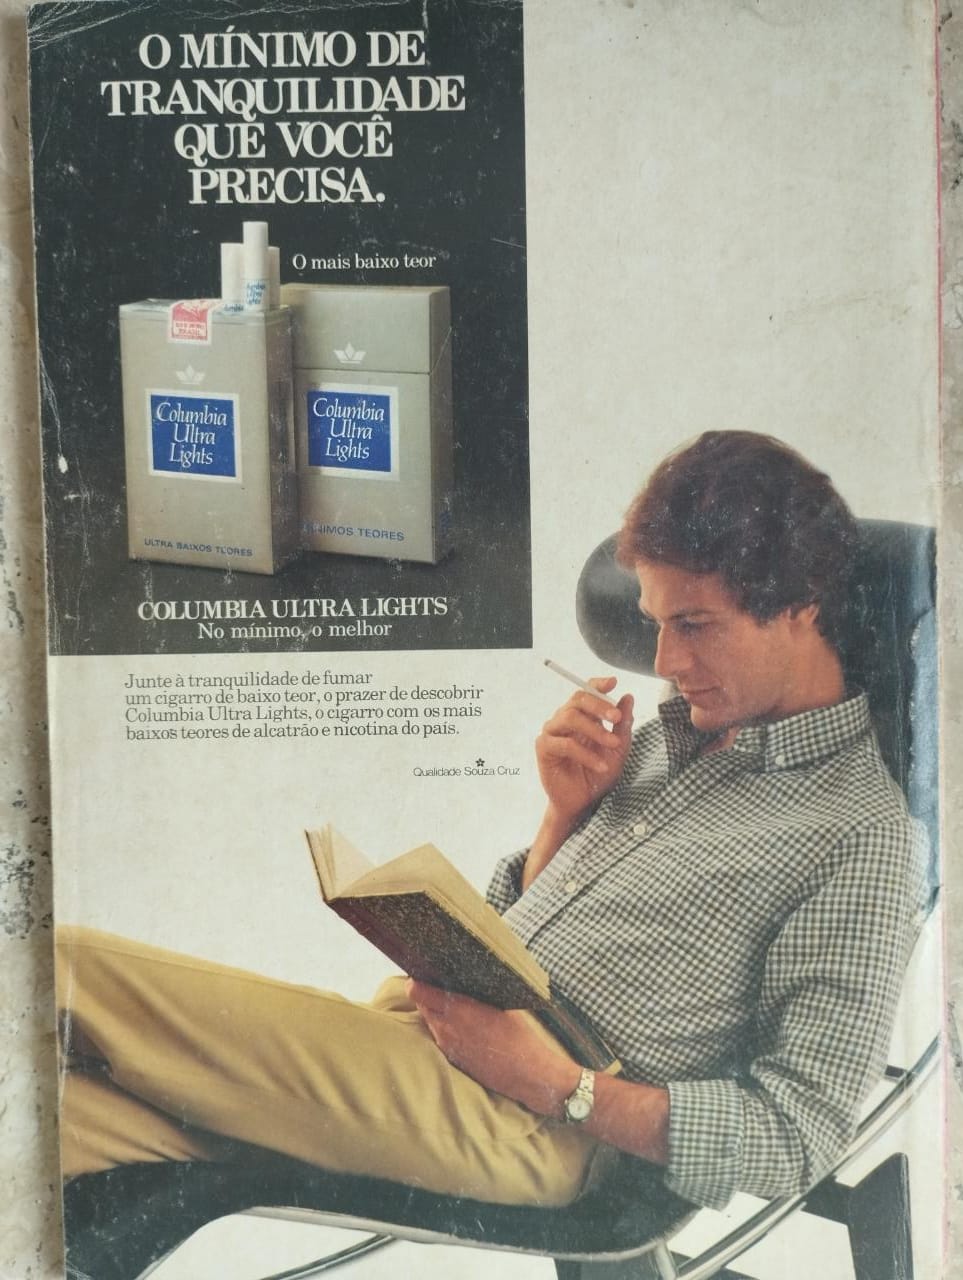 O MÍNIMO DE
TRANQUILIDADE
QUE VOCÊ
PRECISA.
O mais baixo teor
Columbia
Ultra
Lights
ULTRA BAIXOS TEORES
Columbia
Ultra
Lights
MÍNIMOS TEORES
COLUMBIA ULTRA LIGHTS
No mínimo, o melhor
Junte à tranquilidade de fumar
um cigarro de baixo teor, o prazer de descobrir
Columbia Ultra Lights, o cigarro com os mais
baixos teores de alcatrão e nicotina do país.
Qualidade Souza Cruz